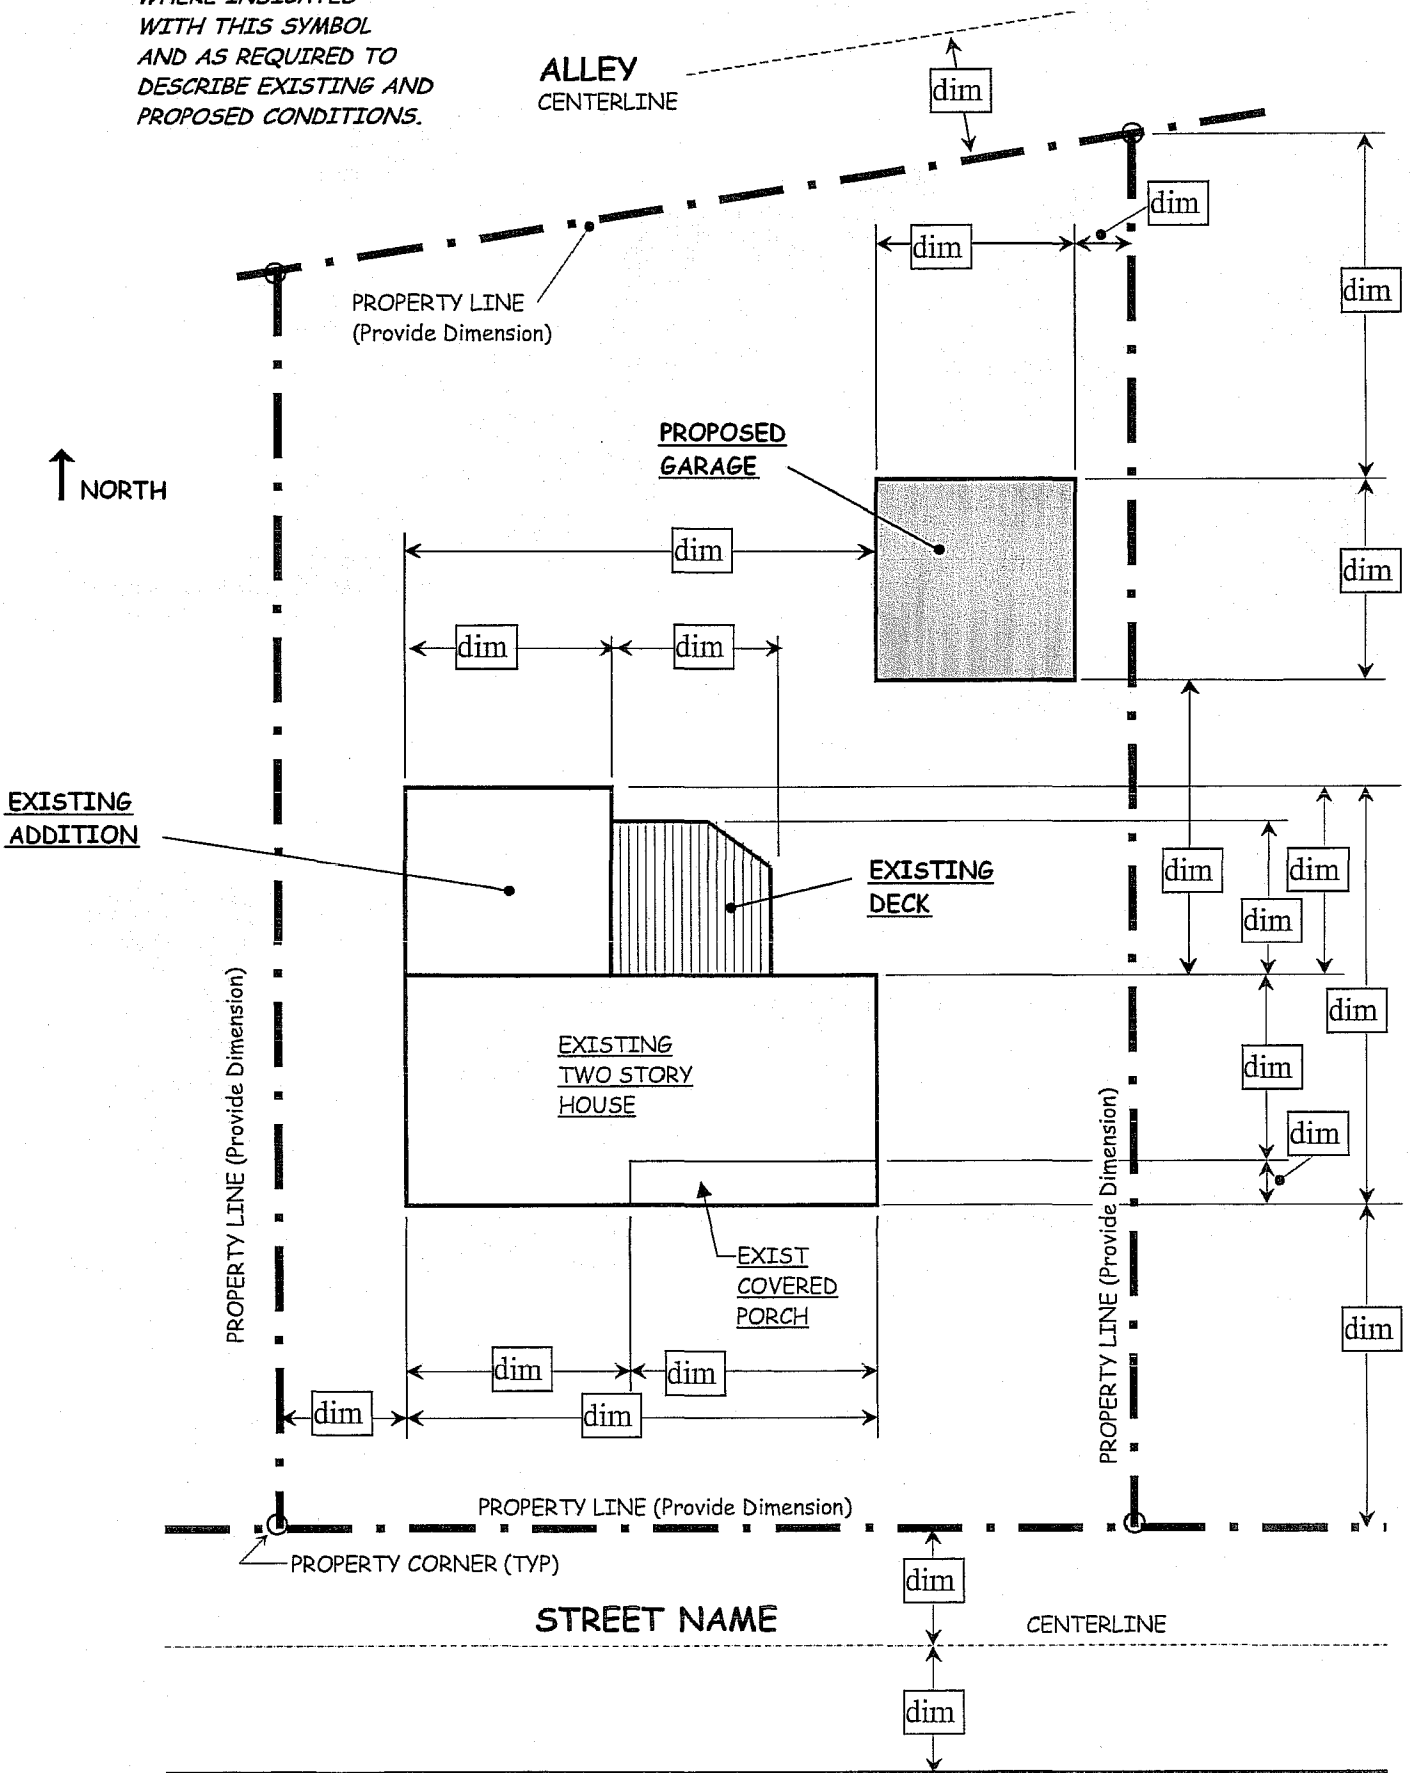 WHERE INDICATED
WITH THIS SYMBOL
AND AS REQUIRED TO
DESCRIBE EXISTING AND
PROPOSED CONDITIONS.
ALLEY
CENTERLINE
dim
dim
dim
dim
PROPERTY LINE
(Provide Dimension)
PROPOSED
GARAGE
NORTH
dim
dim
dim
dim
EXISTING
ADDITION
EXISTING
DECK
dim
dim
dim
dim
EXISTING
TWO STORY
HOUSE
dim
dim
PROPERTY LINE (Provide Dimension)
PROPERTY LINE (Provide Dimension)
EXIST
COVERED
PORCH
dim
dim
dim
dim
dim
PROPERTY LINE (Provide Dimension)
PROPERTY CORNER (TYP)
dim
STREET NAME
CENTERLINE
dim